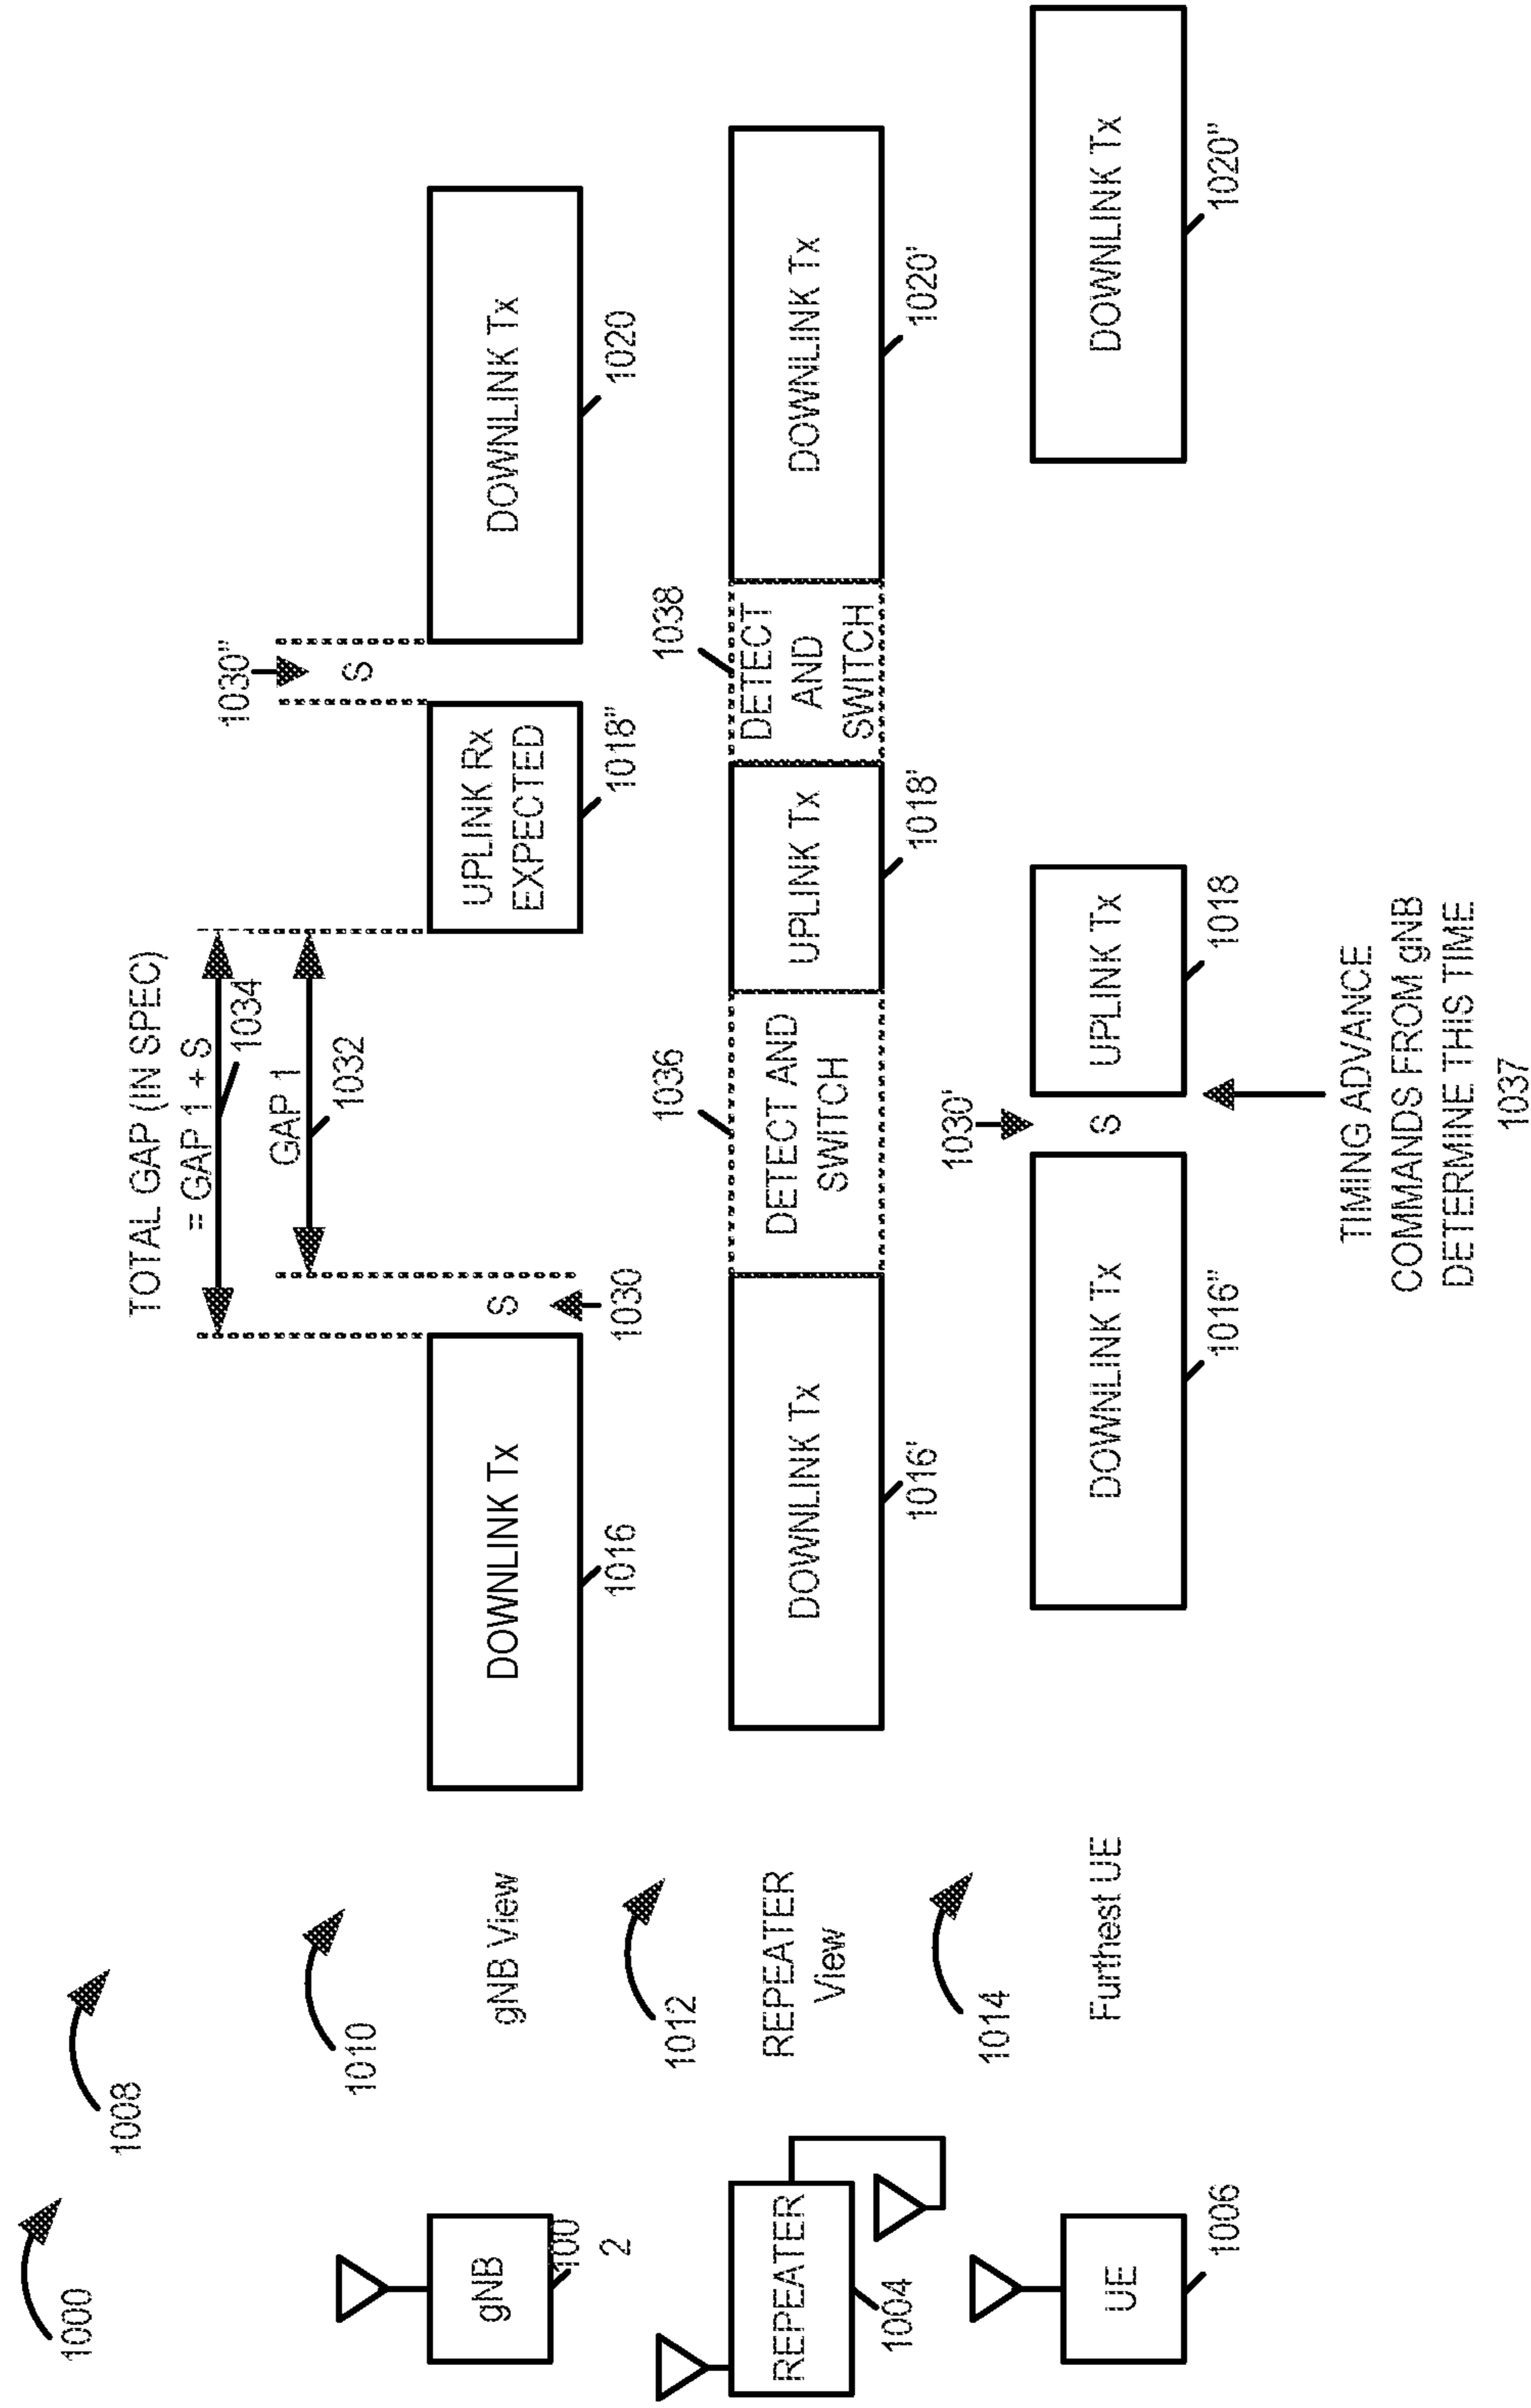 1000
1008
1010
1012
1014
gNB
100
2
REPEATER
1004
UE
1006
gNB View
REPEATER
View
Furthest UE
TOTAL GAP (IN SPEC)
= GAP 1 + S
1034
GAP 1
1032
DOWNLINK Tx
1016
S
1030
UPLINK Rx
EXPECTED
1018"
1030"
S
DOWNLINK Tx
1020
DOWNLINK Tx
1016'
1036
DETECT AND
SWITCH
UPLINK Tx
1018'
1038
DETECT
AND
SWITCH
DOWNLINK Tx
1020'
DOWNLINK Tx
1016"
1030'
S
UPLINK Tx
1018
DOWNLINK Tx
1020"
TIMING ADVANCE
COMMANDS FROM gNB
DETERMINE THIS TIME
1037